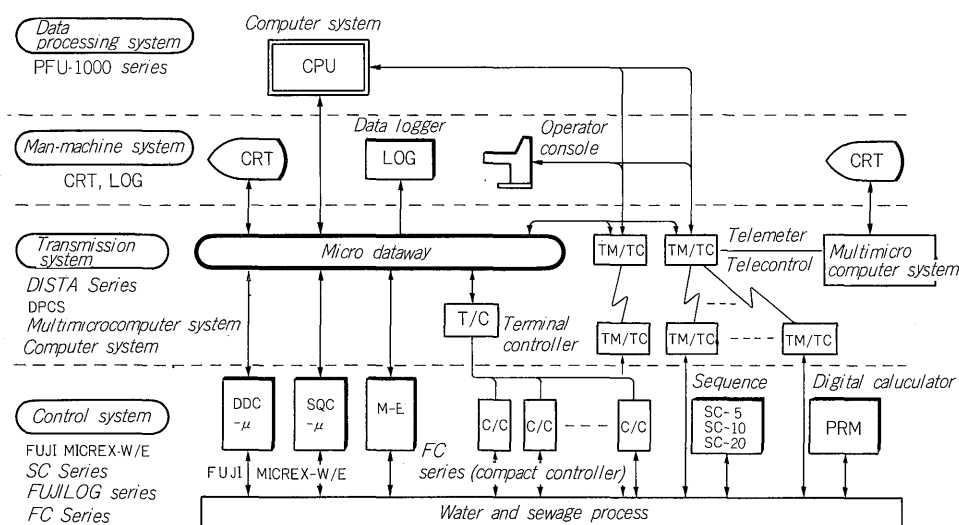 Data
processing system
PFU-1000 series
Computer system
CPU
Man-machine system
CRT, LOG
CRT
Data logger
LOG
Operator
console
CRT
Transmission
system
DISTA Series
DPCS
Multimicrocomputer system
Computer system
Micro dataway
T/C
Terminal
controller
TM/TC
TM/TC
Telemeter
Telecontrol
Multimicro
computer system
TM/TC
TM/TC
TM/TC
Control system
FUJI MICREX-W/E
SC Series
FUJILOG series
FC Series
DDC
-μ
SQC
-μ
M-E
FUJI MICREX-W/E
C/C
C/C
C/C
FC
series (compact controller)
Sequence
SC- 5
SC-10
SC-20
Digital caluculator
PRM
Water and sewage process